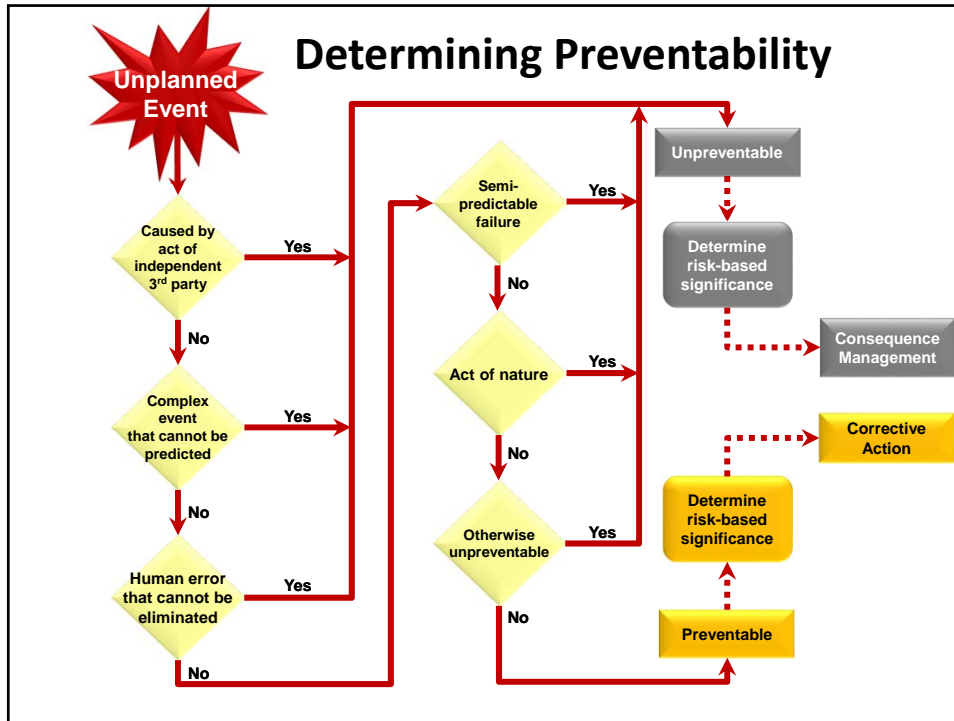 Determining Preventability
Unplanned
Event
Caused by
act of
independent
3rd party
Yes
No
Complex
event
that cannot be
predicted
Yes
No
Human error
that cannot be
eliminated
Yes
No
Semi-
predictable
failure
Yes
No
Act of nature
Yes
No
Otherwise
unpreventable
Yes
No
Unpreventable
Determine
risk-based
significance
Consequence
Management
Corrective
Action
Determine
risk-based
significance
Preventable